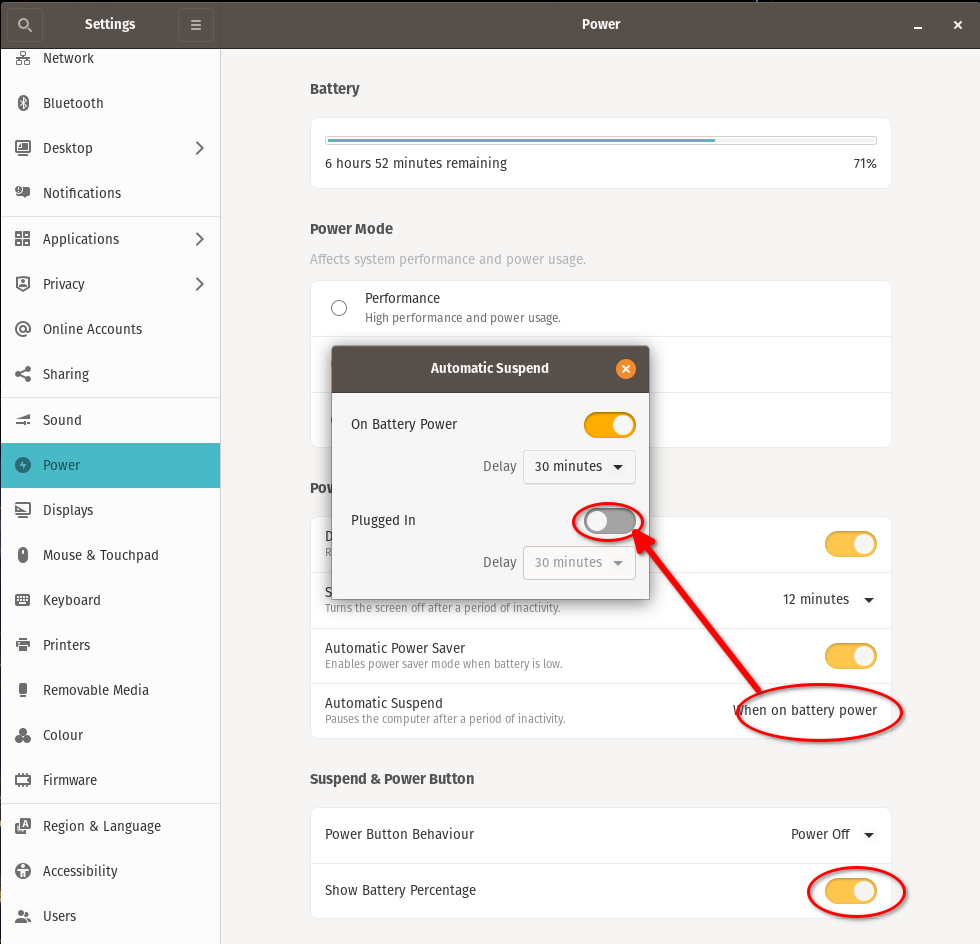 Settings
Power
Network
Bluetooth
Desktop
Notifications
Applications
Privacy
Online Accounts
Sharing
Sound
Power
Displays
Mouse & Touchpad
Keyboard
Printers
Removable Media
Colour
Firmware
Region & Language
Accessibility
Users
Battery
6 hours 52 minutes remaining 71%
Power Mode
Affects system performance and power usage.
Performance
High performance and power usage.
Automatic Suspend
On Battery Power
Delay 30 minutes
Plugged In
Delay 30 minutes
12 minutes
Turns the screen off after a period of inactivity.
Automatic Power Saver
Enables power saver mode when battery is low.
Automatic Suspend
When on battery power
Pauses the computer after a period of inactivity.
Suspend & Power Button
Power Button Behaviour Power Off
Show Battery Percentage